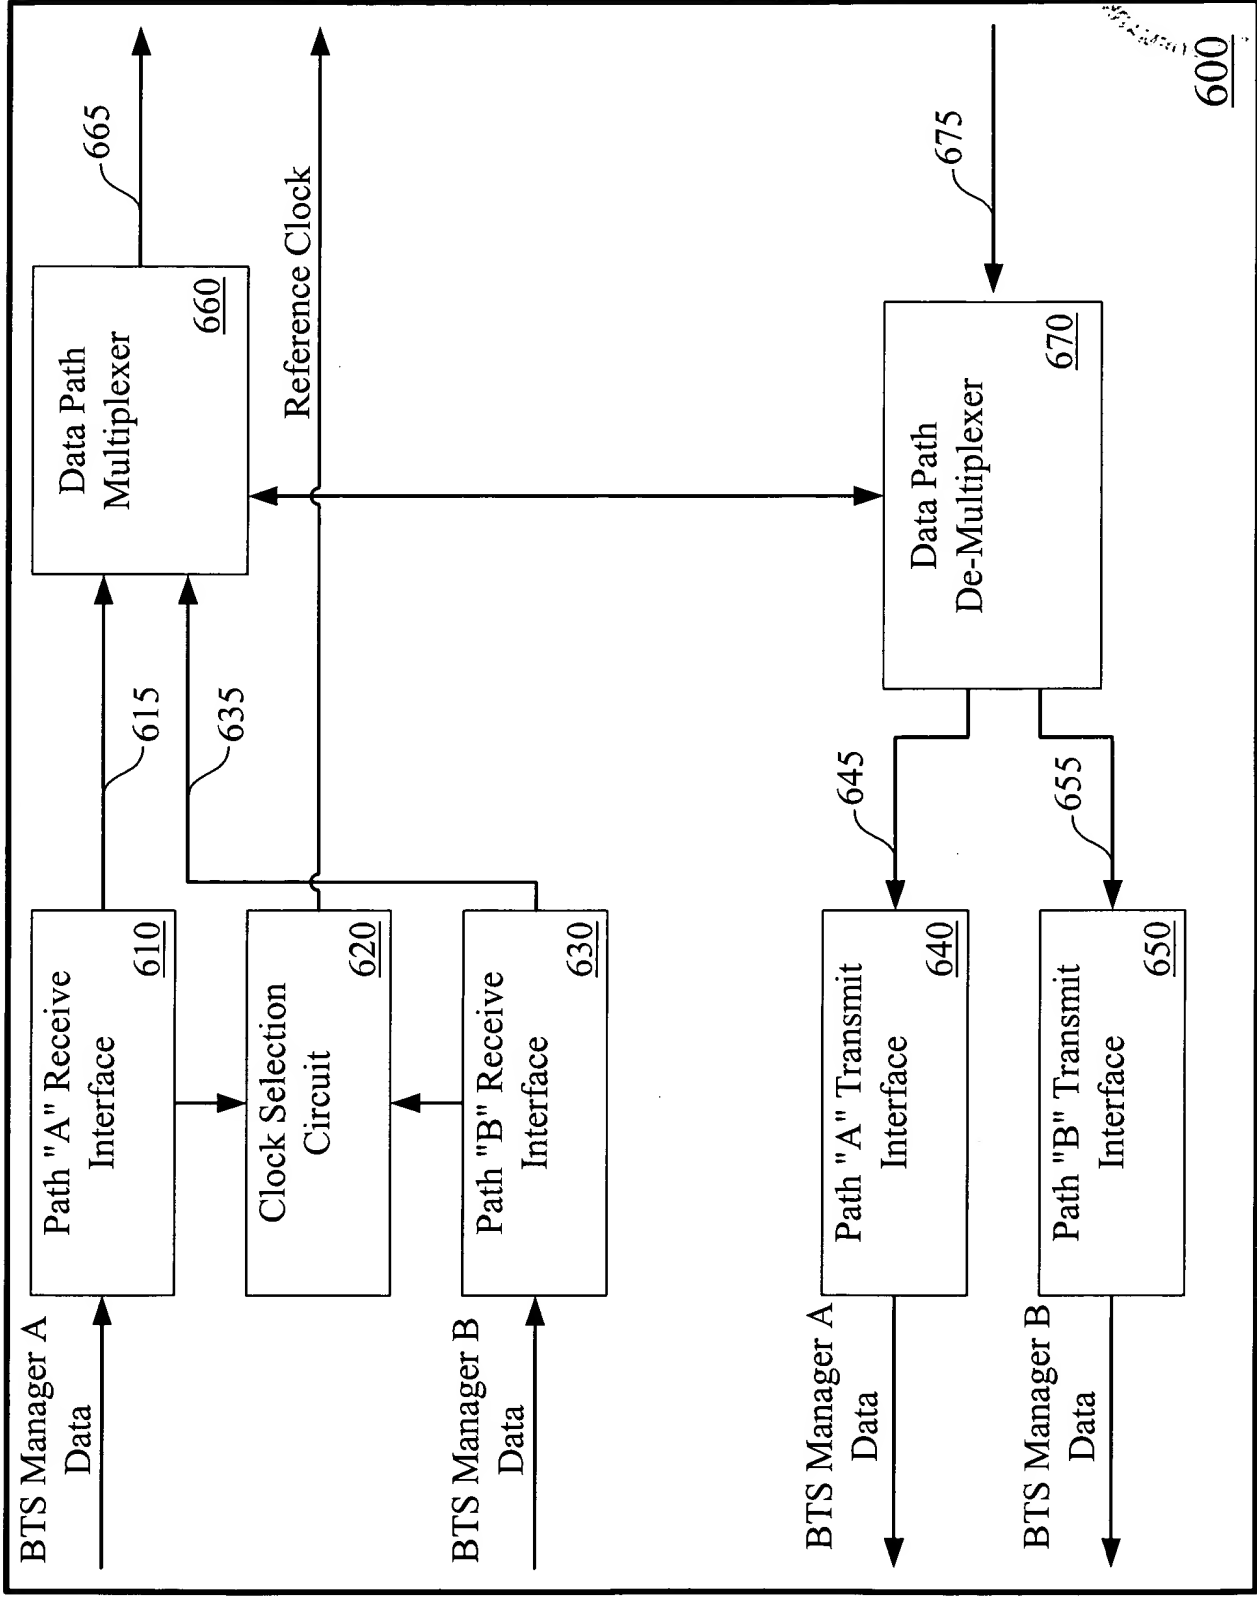 BTS Manager A
Data
Path "A" Receive
Interface
610
615
Data Path
Multiplexer
660
665
Clock Selection
Circuit
620
635
Reference Clock
BTS Manager B
Data
Path "B" Receive
Interface
630
BTS Manager A
Data
Path "A" Transmit
Interface
640
645
Data Path
De-Multiplexer
670
675
BTS Manager B
Data
Path "B" Transmit
Interface
650
655
600